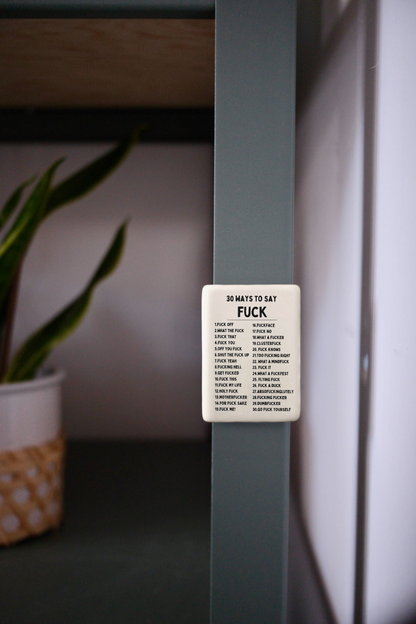 30 WAYS TO SAY
FUCK
1.FUCK OFF
2.WHAT THE FUCK
3.FUCK THAT
4.FUCK YOU
5.OFF YOU FUCK
6.SHUT THE FUCK UP
7.FUCK YEAH
8.FUCKING HELL
9.GET FUCKED
10.FUCK THIS
11.FUCK MY LIFE
12.HOLY FUCK
13.MOTHERFUCKER
14.FOR FUCK SAKE
15.FUCK ME!
16.FUCKFACE
17.FUCK NO
18.WHAT A FUCKER
19.CLUSTERFUCK
20. FUCK KNOWS
21.TOO FUCKING RIGHT
22. WHAT A MINDFUCK
23. FUCK IT
24.WHAT A FUCKFEST
25. FLYING FUCK
26. FUCK A DUCK
27.ABSOFUCKINGLUTELY
28.FUCKING FUCKER
29.DUMBFUCKER
30.GO FUCK YOURSELF